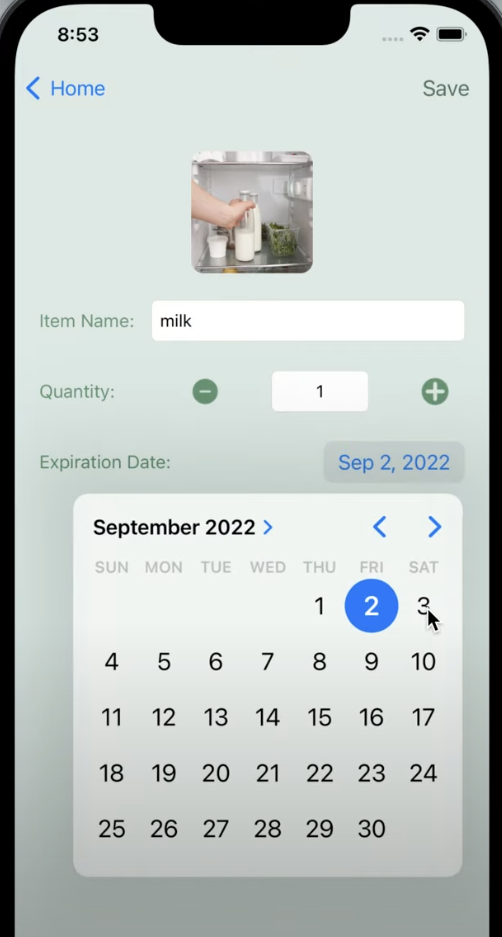 8:53
Home Save
Item Name: milk
Quantity: 1
Expiration Date: Sep 2, 2022
September 2022
SUN MON TUE WED THU FRI SAT
1 2 3
4 5 6 7 8 9 10
11 12 13 14 15 16 17
18 19 20 21 22 23 24
25 26 27 28 29 30